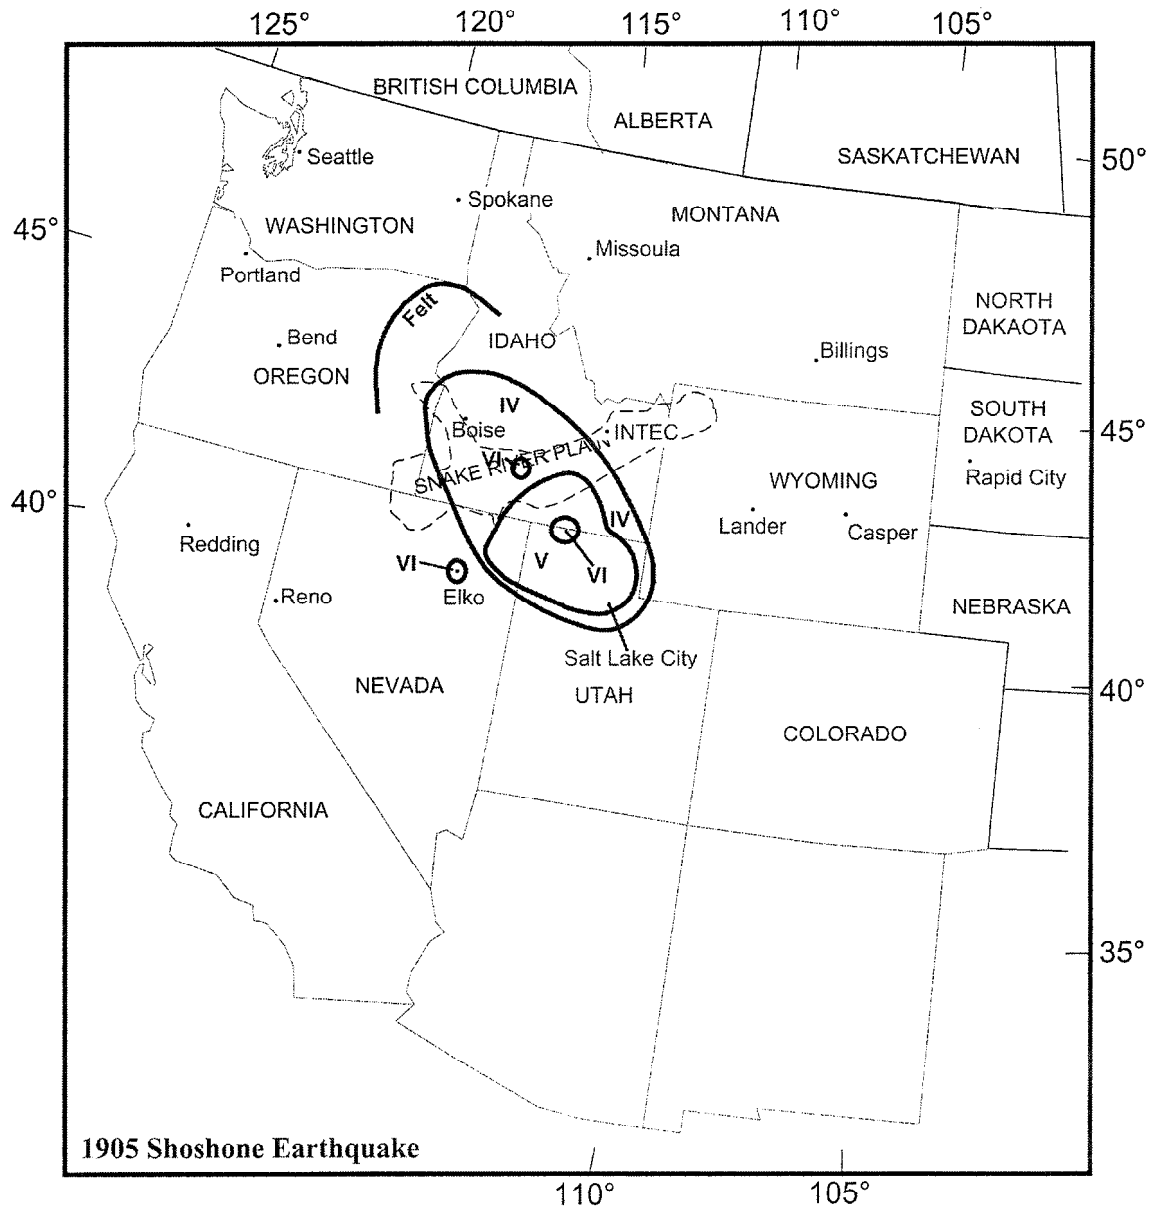 125° 120° 115° 110° 105°
BRITISH COLUMBIA
ALBERTA
SASKATCHEWAN
50°
Seattle
Spokane
WASHINGTON
MONTANA
45°
Missoula
Portland
NORTH
DAKAOTA
Felt
Bend
IDAHO
Billings
OREGON
SOUTH
DAKOTA
IV
Boise
INTEC
45°
VI
SNAKE RIVER PLAIN
WYOMING
Rapid City
40°
IV
Lander
Casper
Redding
VI
V
VI
Elko
Reno
NEBRASKA
Salt Lake City
NEVADA
UTAH
40°
COLORADO
CALIFORNIA
35°
1905 Shoshone Earthquake
110° 105°